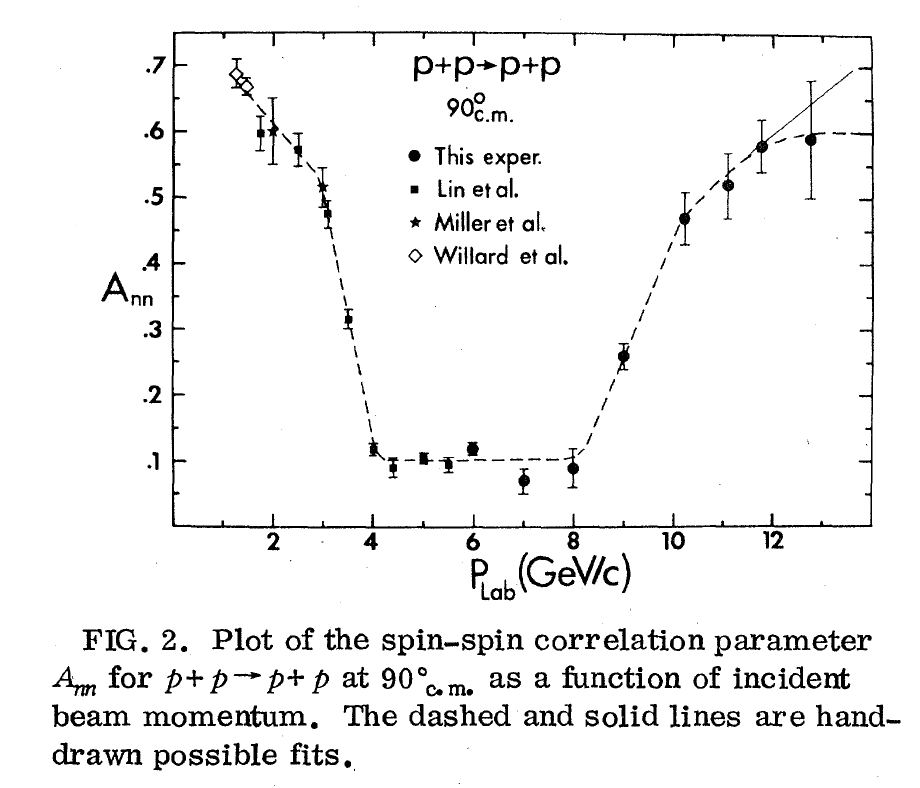 .7
.6
.5
.4
.3
.2
.1
Ann
p+p→p+p
90°c.m.
This exper.
Lin et al.
Miller et al.
Willard et al.
2 4 6 8 10 12
PLab (GeV/c)
FIG. 2. Plot of the spin-spin correlation parameter
Ann for p+p→p+p at 90°c.m. as a function of incident
beam momentum. The dashed and solid lines are hand-
drawn possible fits.